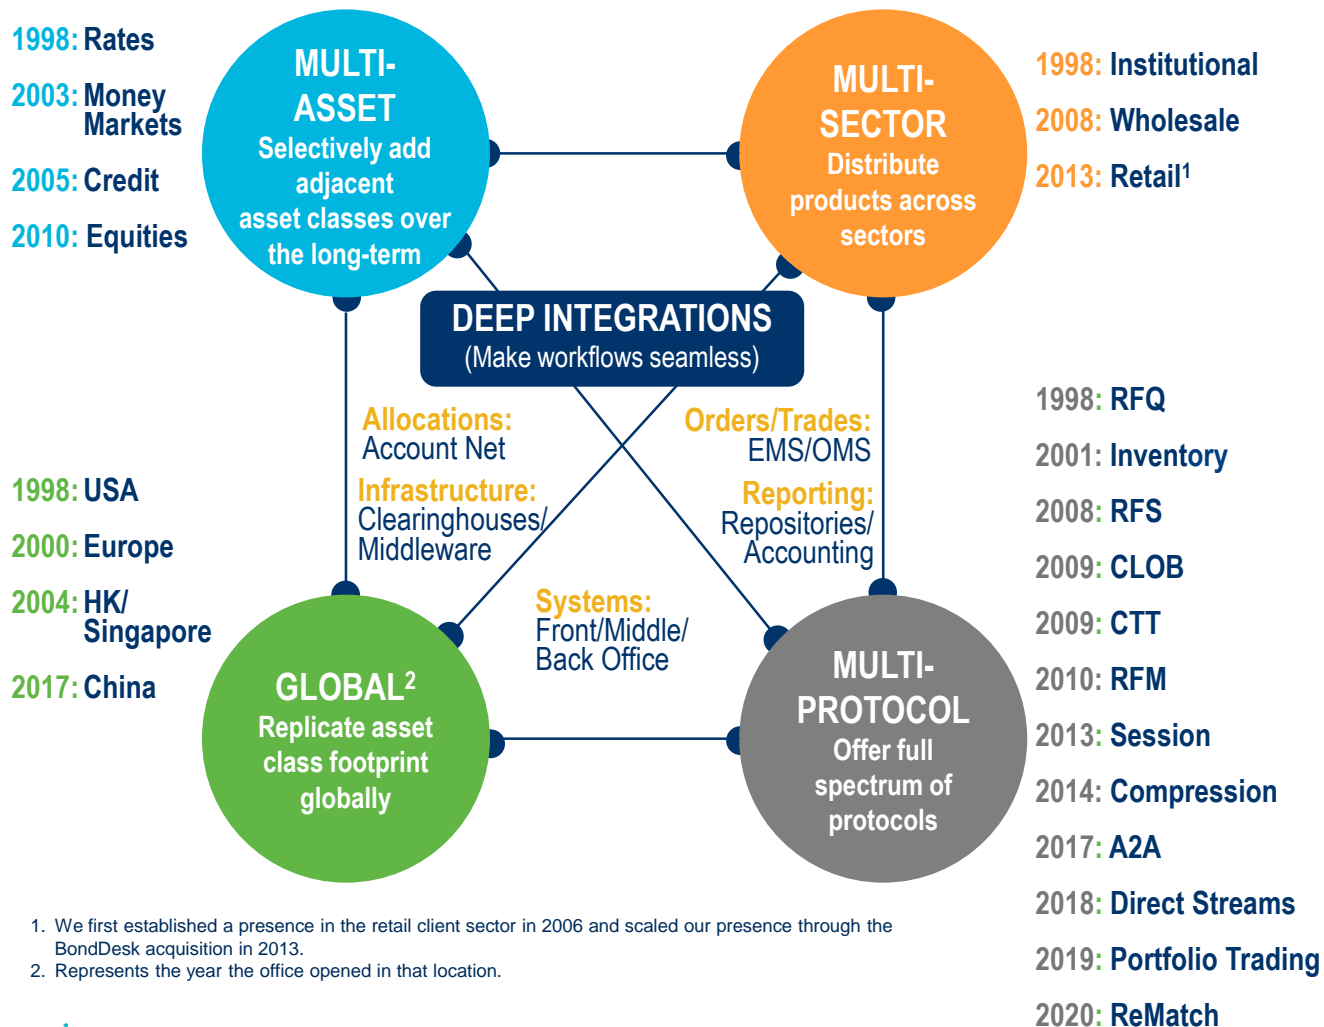 1998: Rates
2003: Money
Markets
2005: Credit
2010: Equities
MULTI-
ASSET
Selectively add
adjacent
asset classes over
the long-term
MULTI-
SECTOR
Distribute
products across
sectors
1998: Institutional
2008: Wholesale
2013: Retail¹
DEEP INTEGRATIONS
(Make workflows seamless)
Allocations:
Account Net
Infrastructure:
Clearinghouses/
Middleware
Orders/Trades:
EMS/OMS
Reporting:
Repositories/
Accounting
Systems:
Front/Middle/
Back Office
1998: USA
2000: Europe
2004: HK/
Singapore
2017: China
GLOBAL²
Replicate asset
class footprint
globally
MULTI-
PROTOCOL
Offer full
spectrum of
protocols
1998: RFQ
2001: Inventory
2008: RFS
2009: CLOB
2009: CTT
2010: RFM
2013: Session
2014: Compression
2017: A2A
2018: Direct Streams
2019: Portfolio Trading
2020: ReMatch
1. We first established a presence in the retail client sector in 2006 and scaled our presence through the
BondDesk acquisition in 2013.
2. Represents the year the office opened in that location.